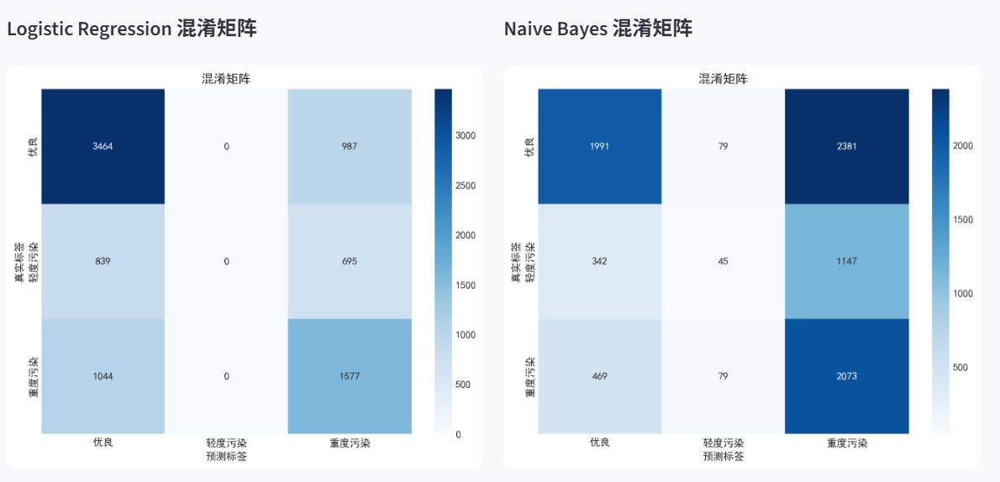 Logistic Regression 混淆矩阵
Naive Bayes 混淆矩阵
混淆矩阵
优良
3464
0
987
真实标签
轻度污染
839
0
695
重度污染
1044
0
1577
优良
轻度污染
重度污染
预测标签
3000
2500
2000
1500
1000
500
0
混淆矩阵
优良
1991
79
2381
真实标签
轻度污染
342
45
1147
重度污染
469
79
2073
优良
轻度污染
重度污染
预测标签
2000
1500
1000
500